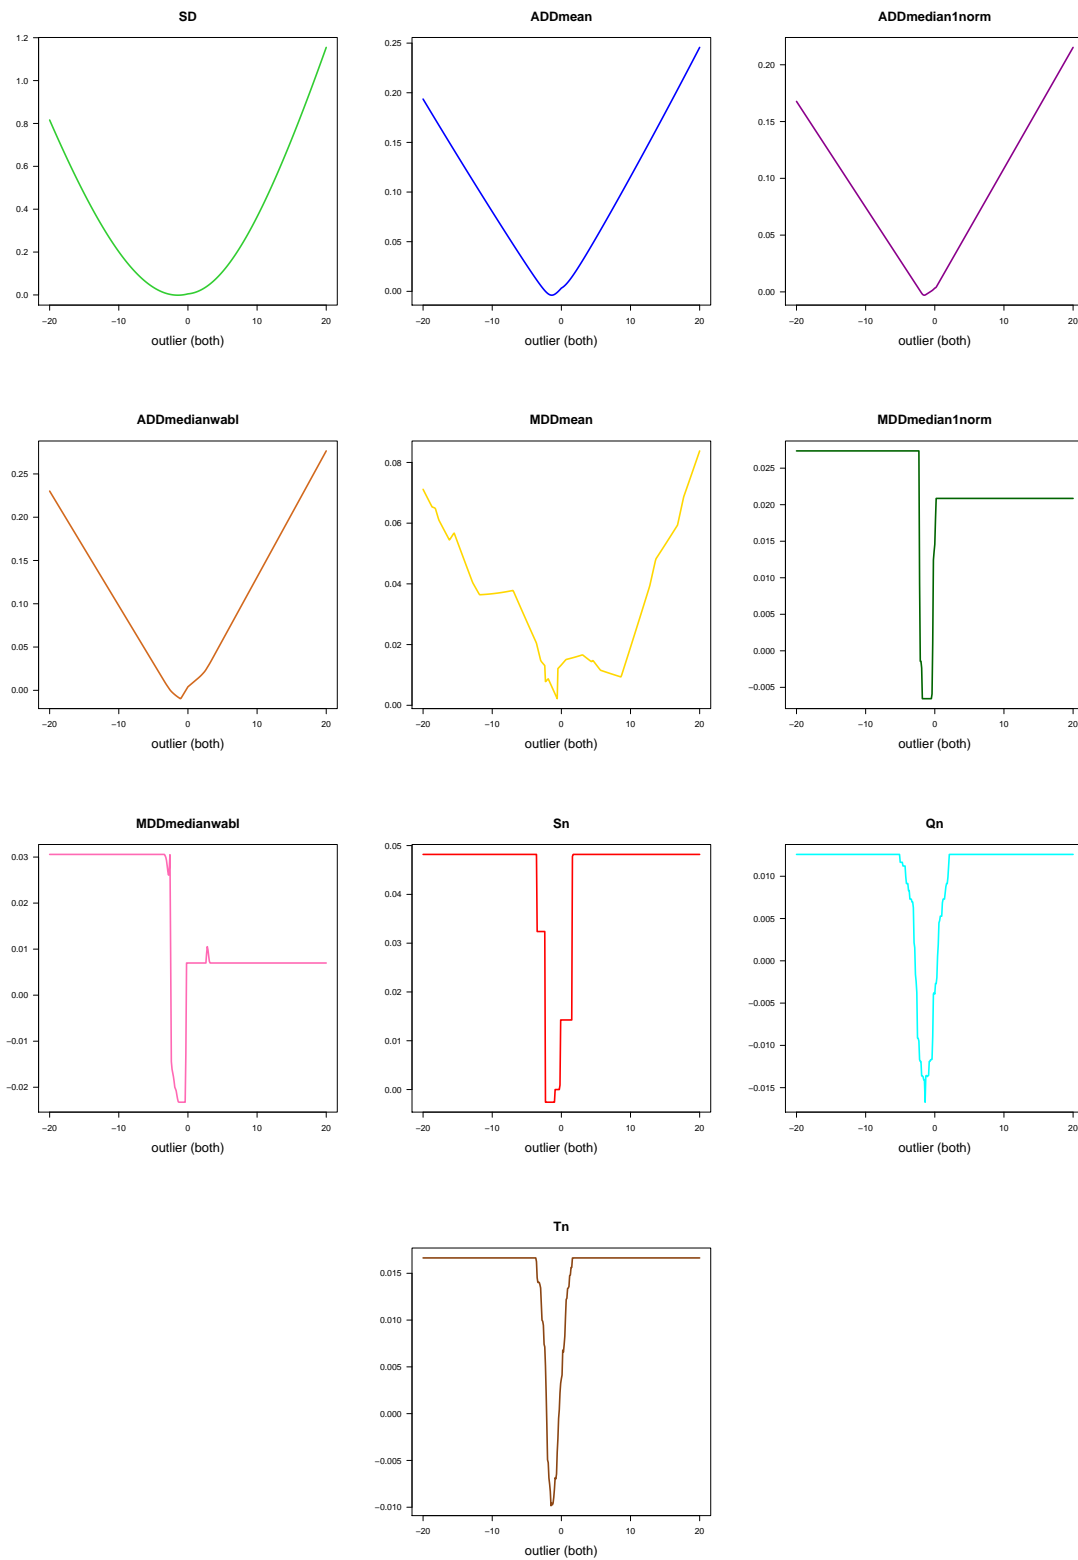 SD ADDmean ADDmedian1norm
1.2 0.25 0.20
1.0 0.20 0.15
0.8 0.15 0.10
0.6 0.10 0.05
0.4 0.05 0.00
0.2 0.00
0.0
−20 −10 0 10 20 −20 −10 0 10 20 −20 −10 0 10 20
outlier (both) outlier (both) outlier (both)
ADDmedianwabl MDDmean MDDmedian1norm
0.25 0.08 0.025
0.20 0.06 0.020
0.15 0.04 0.015
0.10 0.02 0.010
0.05 0.00 0.005
0.00 0.000
−0.005
−20 −10 0 10 20 −20 −10 0 10 20 −20 −10 0 10 20
outlier (both) outlier (both) outlier (both)
MDDmedianwabl Sn Qn
0.03 0.05 0.010
0.02 0.04 0.005
0.01 0.03 0.000
0.00 0.02 −0.005
−0.01 0.01 −0.010
−0.02 0.00 −0.015
−20 −10 0 10 20 −20 −10 0 10 20 −20 −10 0 10 20
outlier (both) outlier (both) outlier (both)
Tn
0.015
0.010
0.005
0.000
−0.005
−0.010
−20 −10 0 10 20
outlier (both)